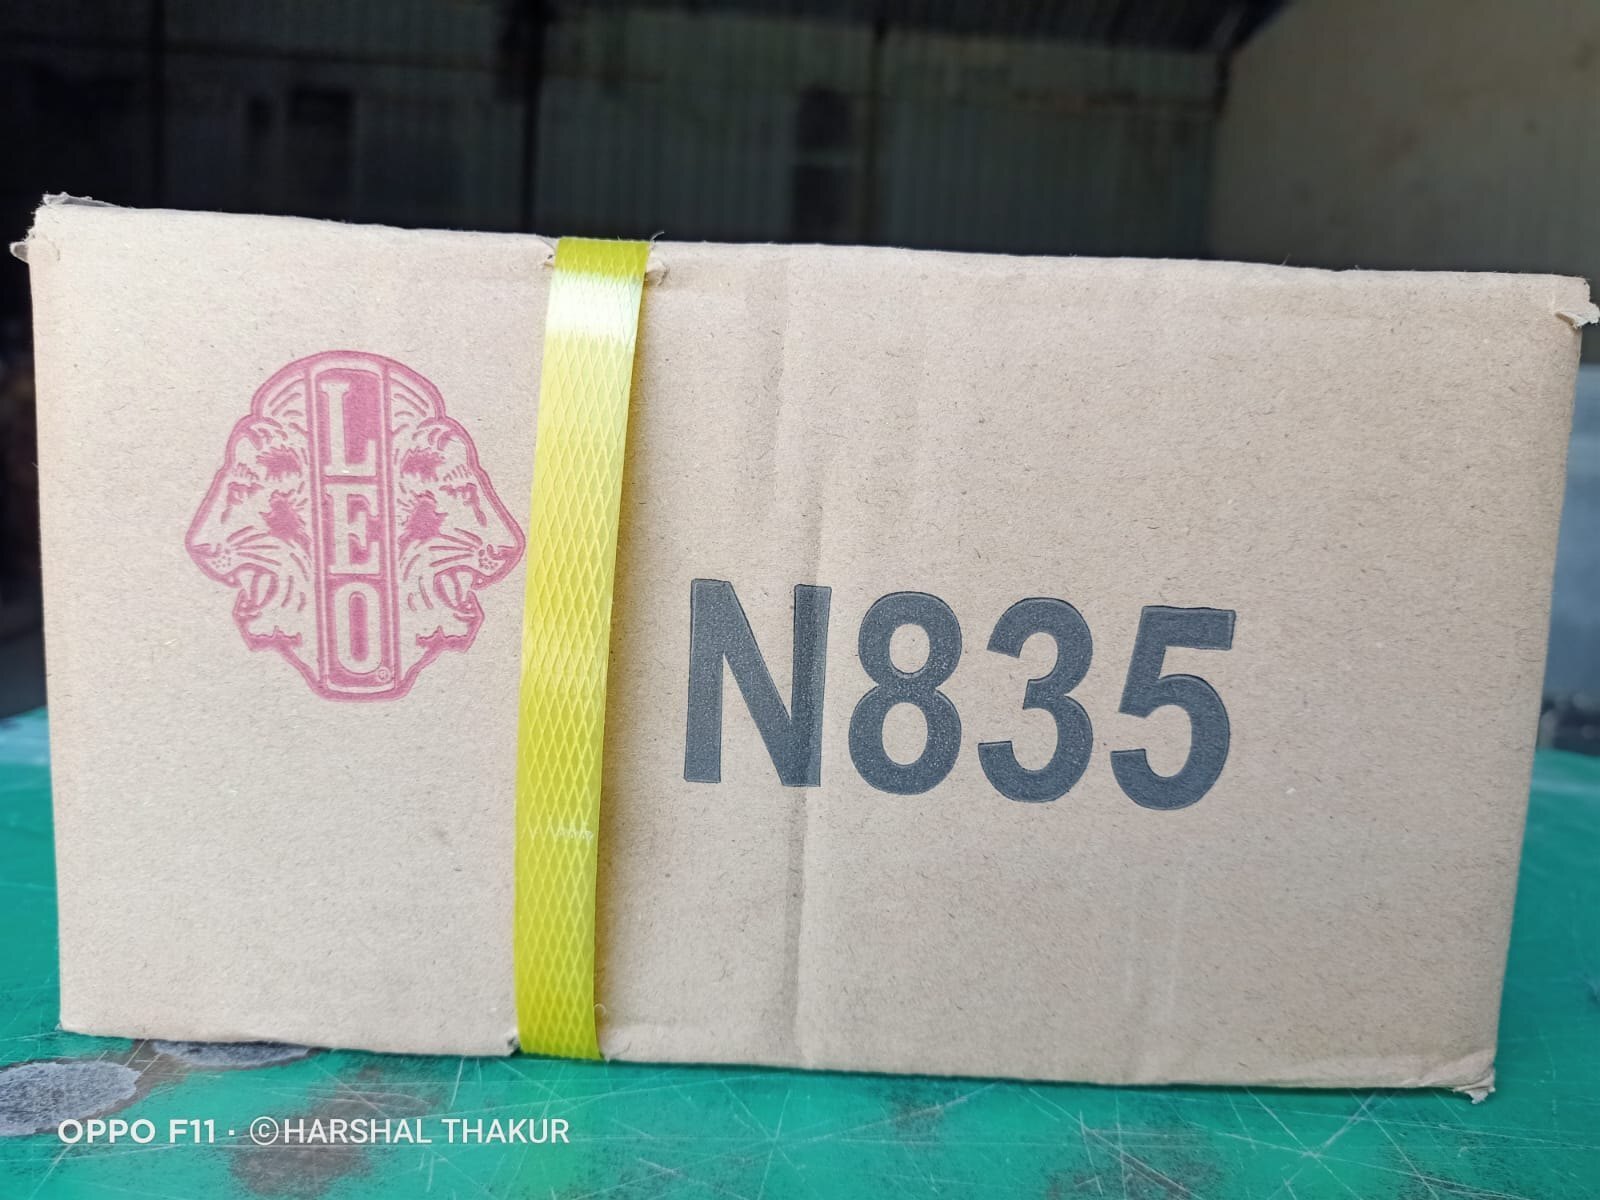 LEO
®
N835
OPPO F11 · ©HARSHAL THAKUR